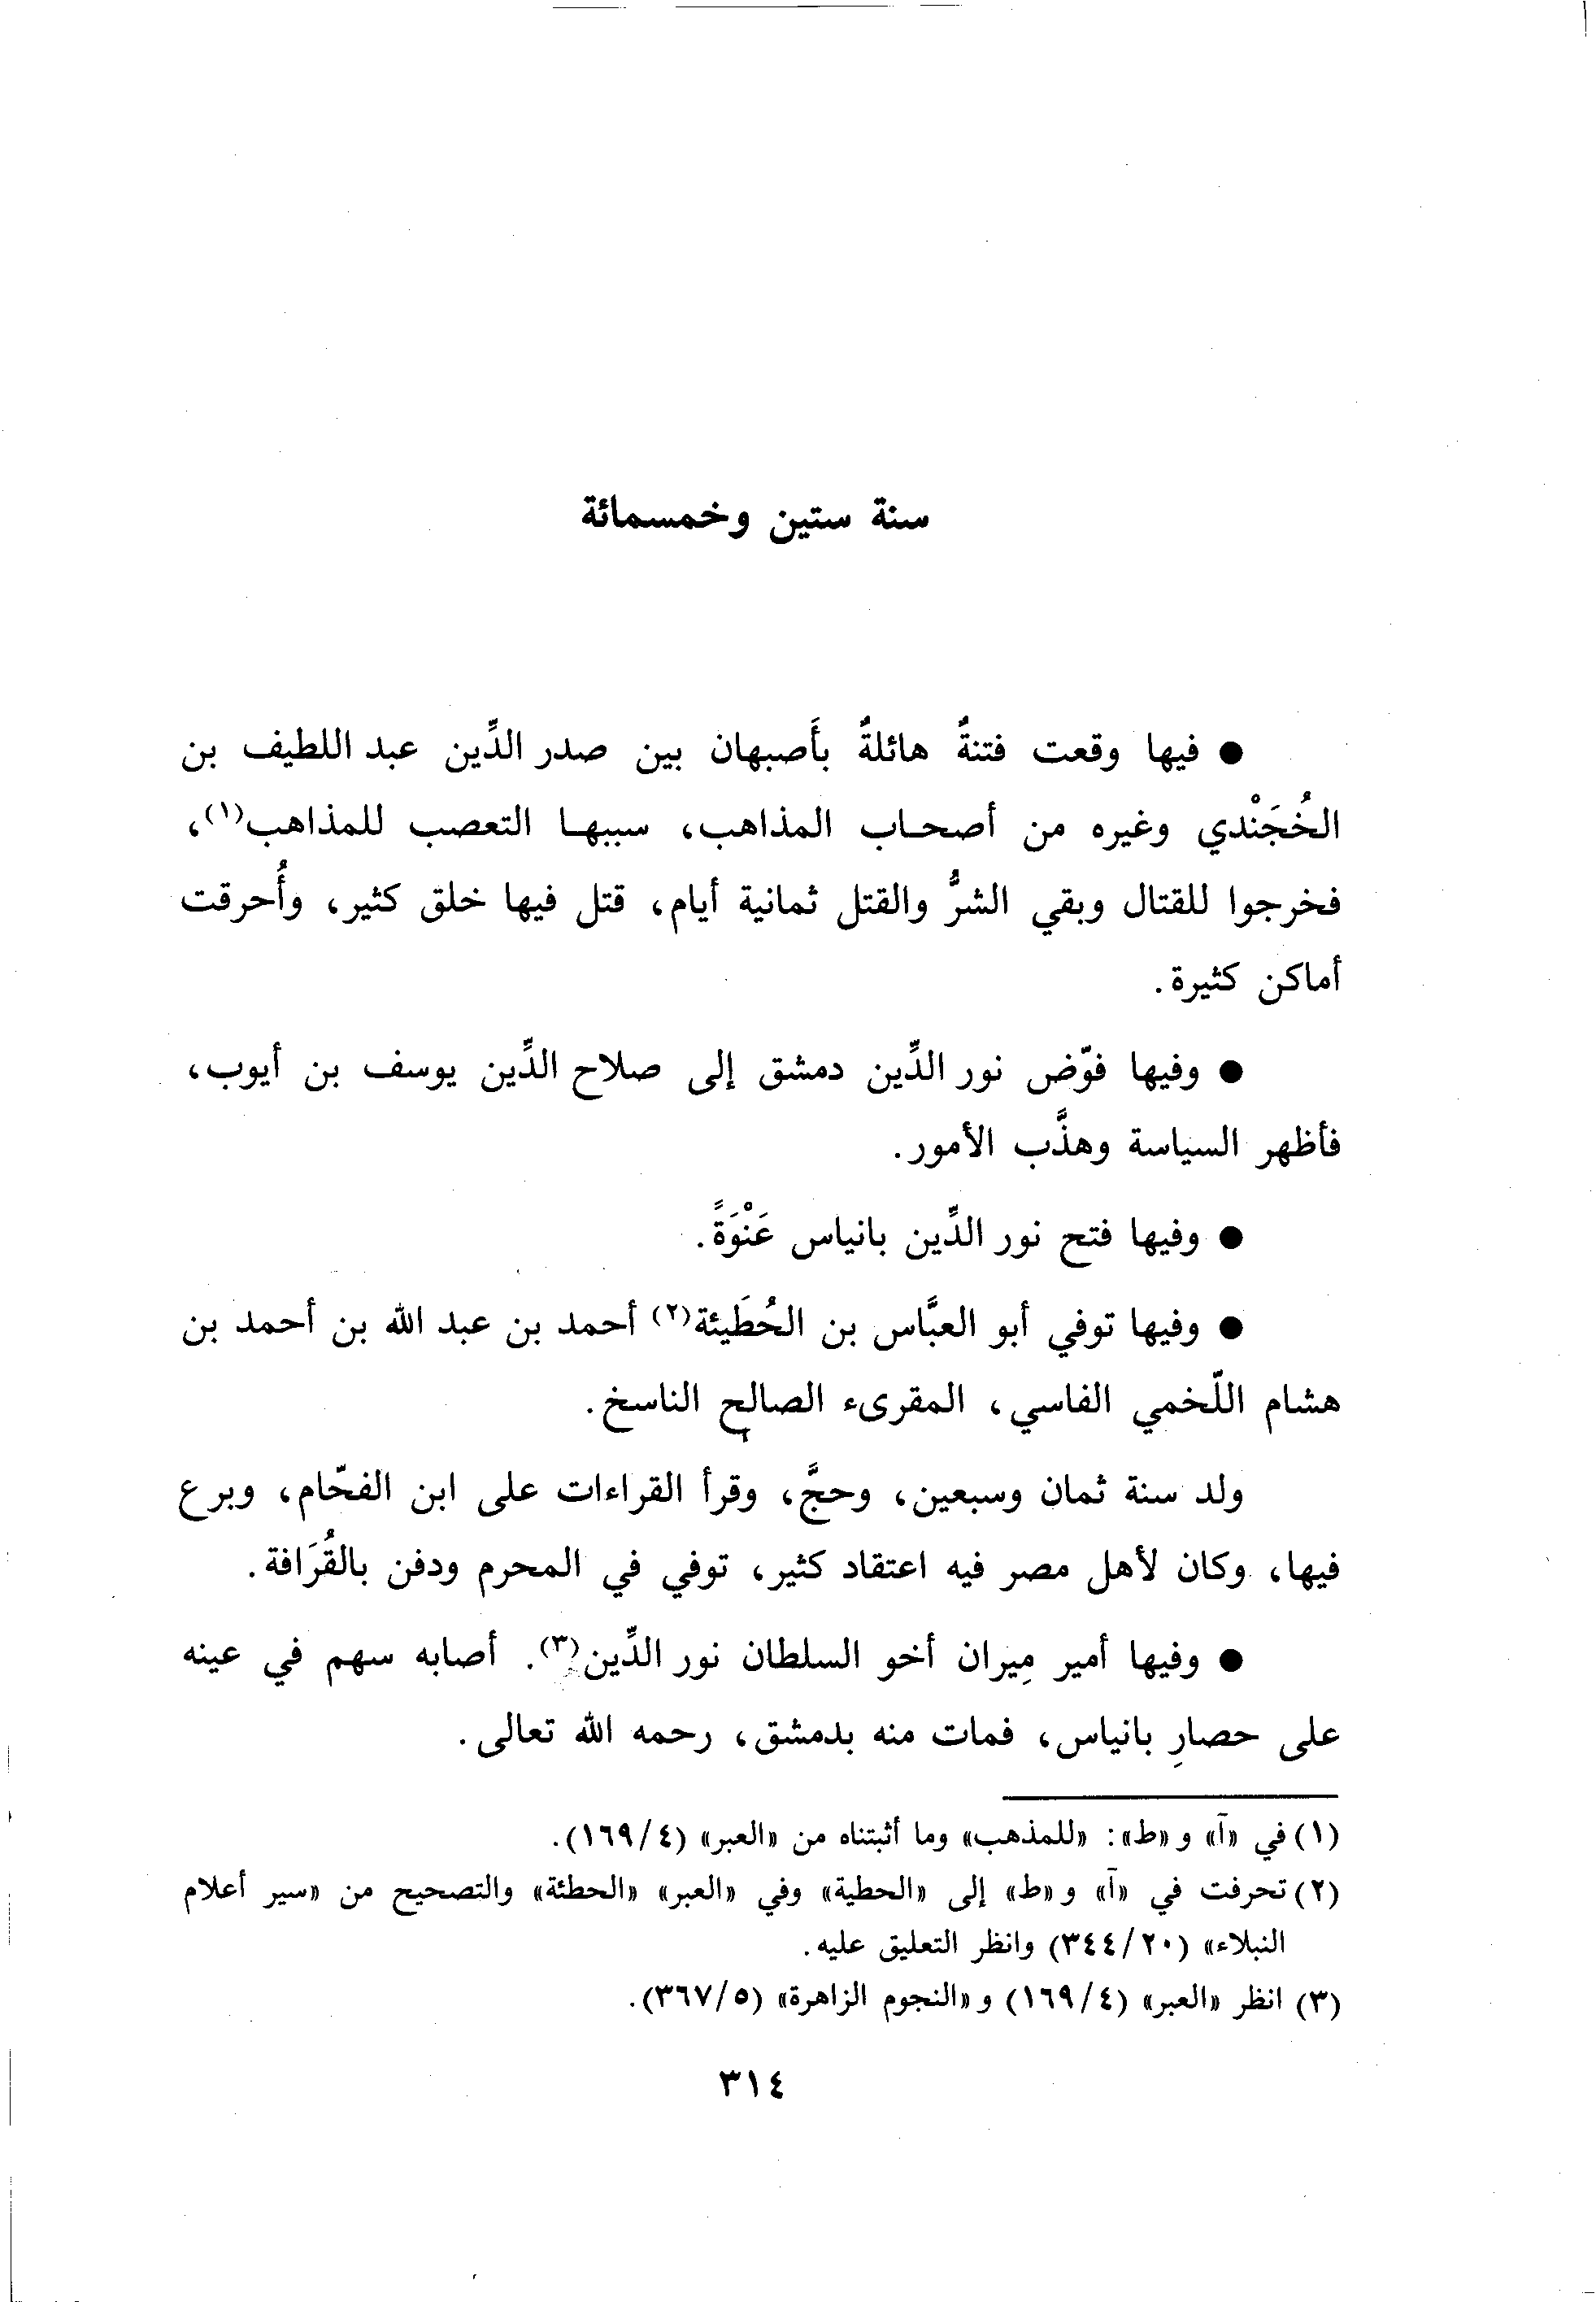 سنة ستين وخمسمائة
● فيها وقعت فتنةٌ هائلةٌ بأَصبهان بين صدر الدِّين عبد اللطيف بن
الخُجَنْدي وغيره من أصحاب المذاهب، سببها التعصب للمذاهب(١)،
فخرجوا للقتال وبقي الشرُّ والقتل ثمانية أيام، قتل فيها خلق كثير، وأُحرقت
أماكن كثيرة.
● وفيها فوّض نور الدِّين دمشق إلى صلاح الدِّين يوسف بن أيوب،
فأظهر السياسة وهذَّب الأمور.
● وفيها فتح نور الدِّين بانياس عَنْوَةً.
● وفيها توفي أبو العبَّاس بن الحُطَيئة(٢) أحمد بن عبد الله بن أحمد بن
هشام اللّخمي الفاسي، المقرىء الصالح الناسخ.
ولد سنة ثمان وسبعين، وحجَّ، وقرأ القراءات على ابن الفحّام، وبرع
فيها، وكان لأهل مصر فيه اعتقاد كثير، توفي في المحرم ودفن بالقُرَافة.
● وفيها أمير مِيران أخو السلطان نور الدِّين(٣). أصابه سهم في عينه
على حصارِ بانياس، فمات منه بدمشق، رحمه الله تعالى.
(١) في «آ» و «ط»: «للمذهب» وما أثبتناه من «العبر» (٤/١٦٩).
(٢) تحرفت في «آ» و «ط» إلى «الحطية» وفي «العبر» «الحطئة» والتصحيح من «سير أعلام
النبلاء» (٢٠/٣٤٤) وانظر التعليق عليه.
(٣) انظر «العبر» (٤/١٦٩) و «النجوم الزاهرة» (٥/٣٦٧).
٣١٤